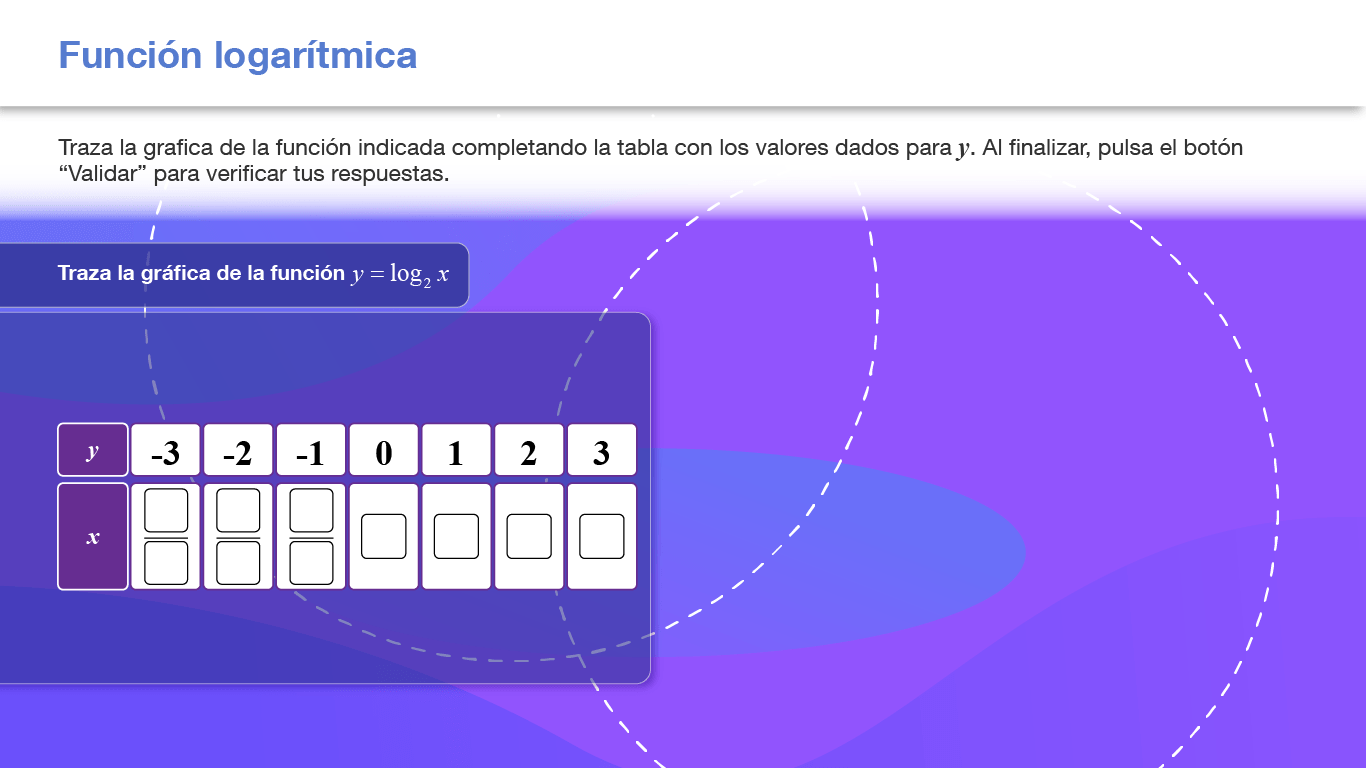 Función logarítmica
Traza la grafica de la función indicada completando la tabla con los valores dados para y. Al finalizar, pulsa el botón
“Validar” para verificar tus respuestas.
Traza la gráfica de la función y = log₂ x
y -3 -2 -1 0 1 2 3
x